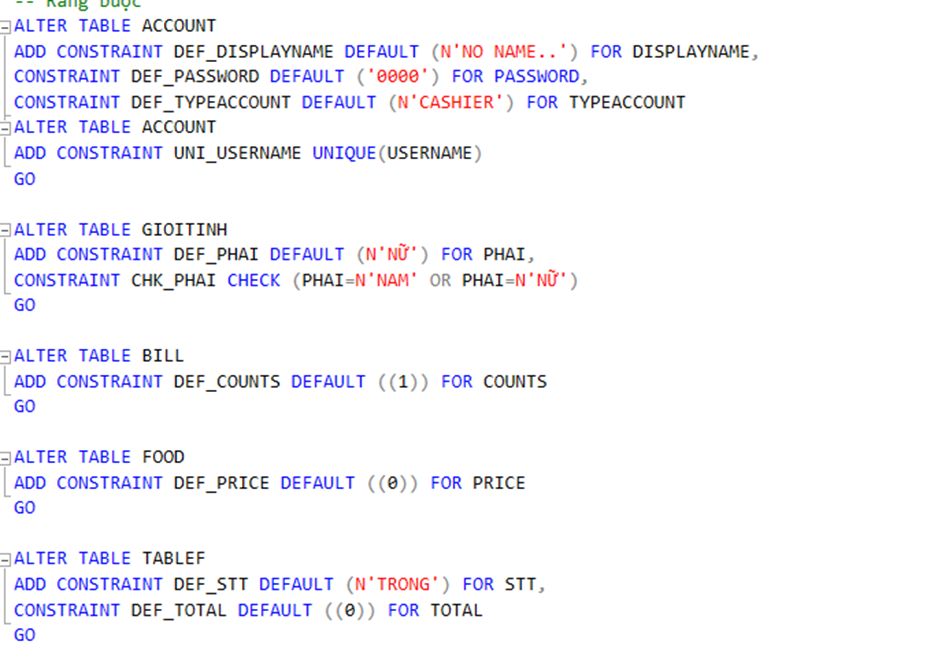 -- Ràng buộc
ALTER TABLE ACCOUNT
ADD CONSTRAINT DEF_DISPLAYNAME DEFAULT (N'NO NAME..') FOR DISPLAYNAME,
CONSTRAINT DEF_PASSWORD DEFAULT ('0000') FOR PASSWORD,
CONSTRAINT DEF_TYPEACCOUNT DEFAULT (N'CASHIER') FOR TYPEACCOUNT
ALTER TABLE ACCOUNT
ADD CONSTRAINT UNI_USERNAME UNIQUE(USERNAME)
GO
ALTER TABLE GIOITINH
ADD CONSTRAINT DEF_PHAI DEFAULT (N'NỮ') FOR PHAI,
CONSTRAINT CHK_PHAI CHECK (PHAI=N'NAM' OR PHAI=N'NỮ')
GO
ALTER TABLE BILL
ADD CONSTRAINT DEF_COUNTS DEFAULT ((1)) FOR COUNTS
GO
ALTER TABLE FOOD
ADD CONSTRAINT DEF_PRICE DEFAULT ((0)) FOR PRICE
GO
ALTER TABLE TABLEF
ADD CONSTRAINT DEF_STT DEFAULT (N'TRONG') FOR STT,
CONSTRAINT DEF_TOTAL DEFAULT ((0)) FOR TOTAL
GO